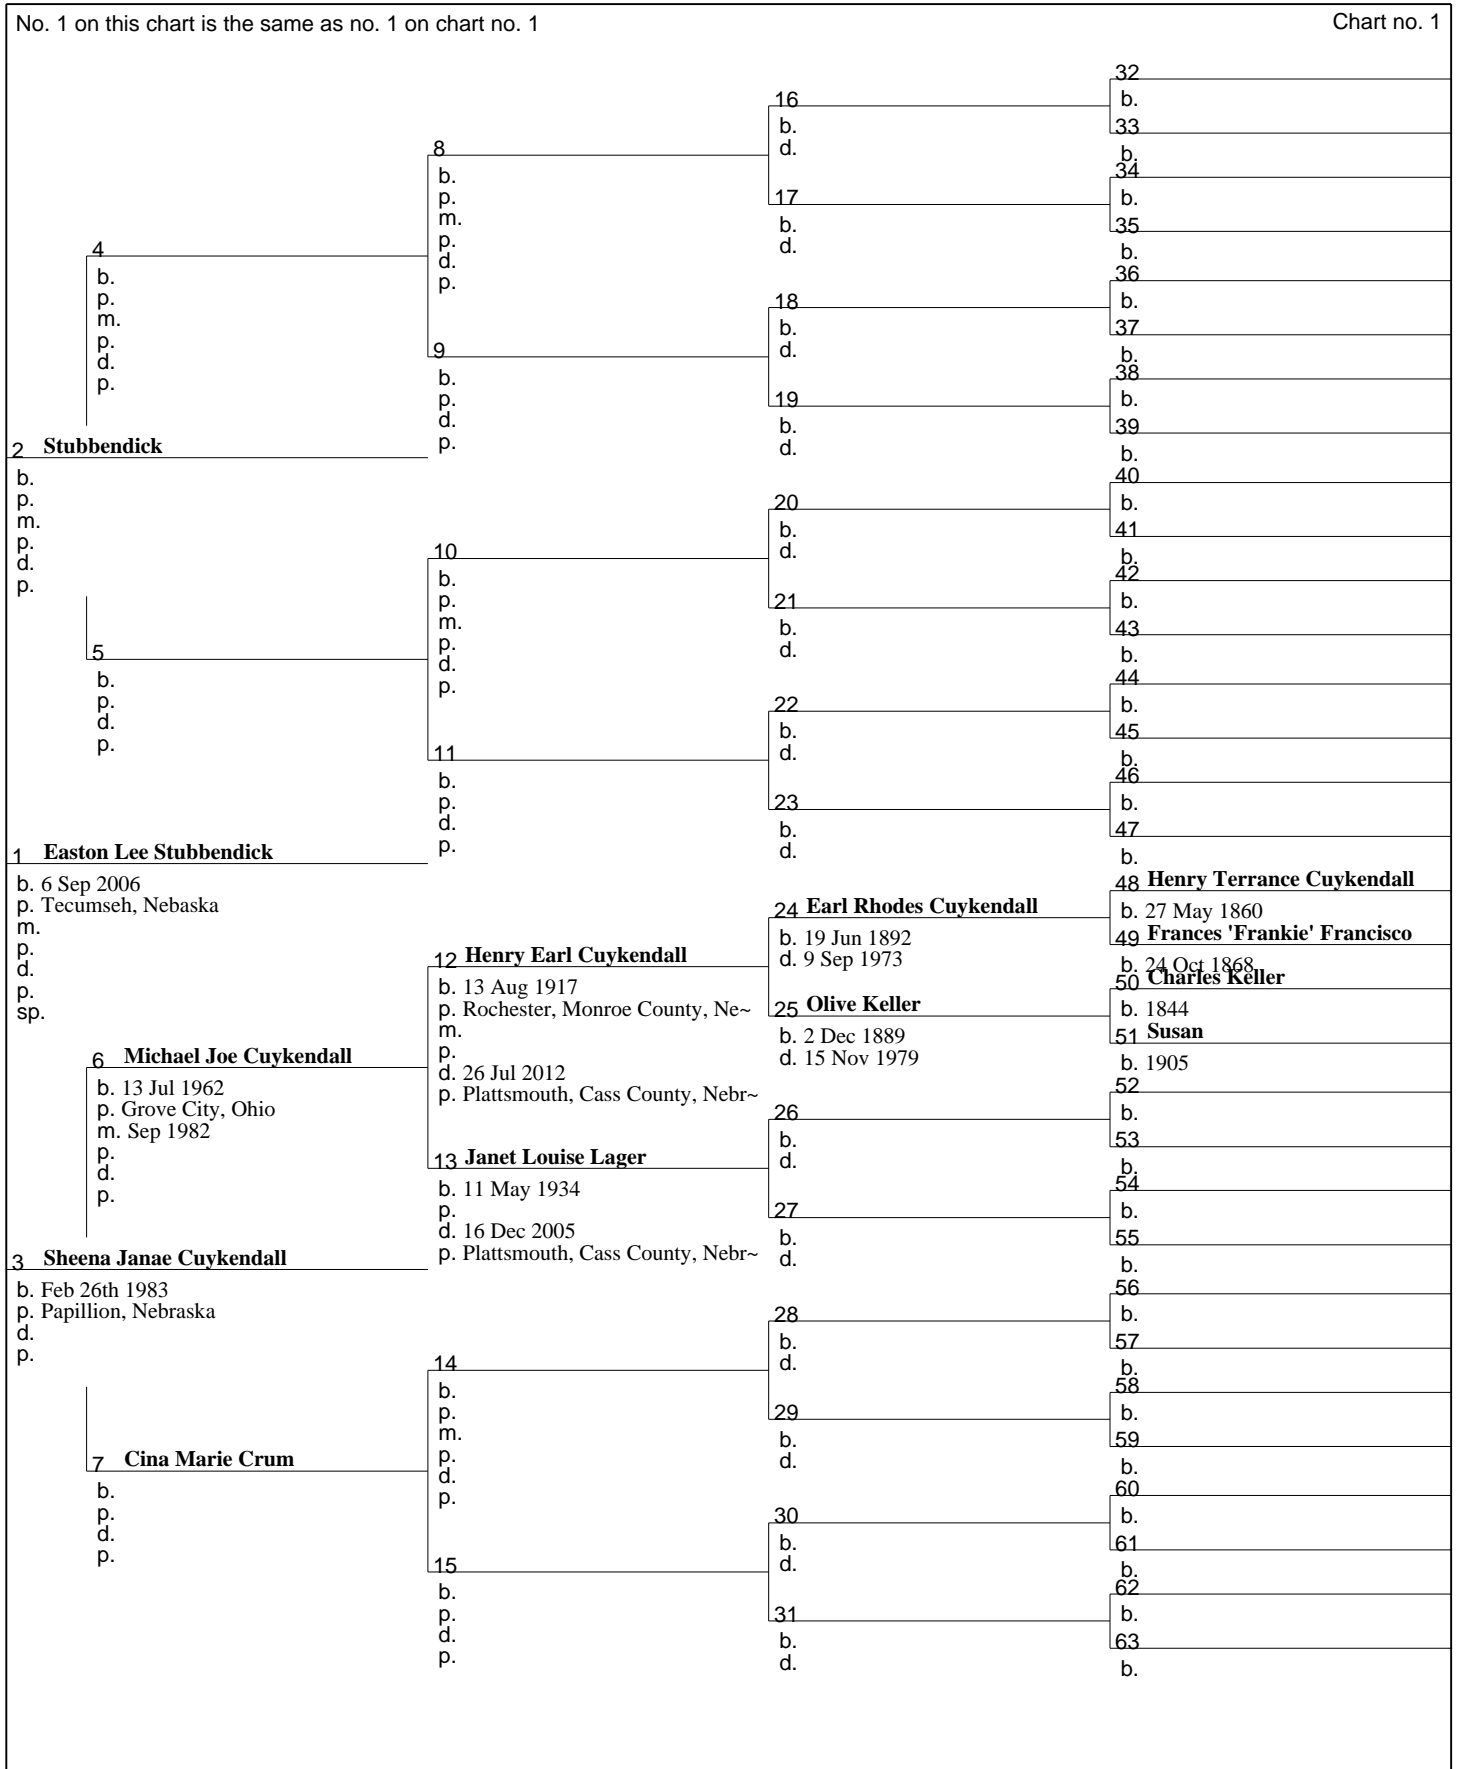 No. 1 on this chart is the same as no. 1 on chart no. 1
Chart no. 1
2 Stubbendick
b.
p.
m.
p.
d.
p.
1 Easton Lee Stubbendick
b. 6 Sep 2006
p. Tecumseh, Nebaska
m.
p.
d.
p.
sp.
3 Sheena Janae Cuykendall
b. Feb 26th 1983
p. Papillion, Nebraska
d.
p.
4
b.
p.
m.
p.
d.
p.
5
b.
p.
d.
p.
6 Michael Joe Cuykendall
b. 13 Jul 1962
p. Grove City, Ohio
m. Sep 1982
p.
d.
p.
7 Cina Marie Crum
b.
p.
d.
p.
8
b.
p.
m.
p.
d.
p.
9
b.
p.
d.
p.
10
b.
p.
m.
p.
d.
p.
11
b.
p.
d.
p.
12 Henry Earl Cuykendall
b. 13 Aug 1917
p. Rochester, Monroe County, Ne~
m.
p.
d. 26 Jul 2012
p. Plattsmouth, Cass County, Nebr~
13 Janet Louise Lager
b. 11 May 1934
p.
d. 16 Dec 2005
p. Plattsmouth, Cass County, Nebr~
14
b.
p.
m.
p.
d.
p.
15
b.
p.
d.
p.
16
b.
d.
17
b.
d.
18
b.
d.
19
b.
d.
20
b.
d.
21
b.
d.
22
b.
d.
23
b.
d.
24 Earl Rhodes Cuykendall
b. 19 Jun 1892
d. 9 Sep 1973
25 Olive Keller
b. 2 Dec 1889
d. 15 Nov 1979
26
b.
d.
27
b.
d.
28
b.
d.
29
b.
d.
30
b.
d.
31
b.
d.
32
b.
33
b.
34
b.
35
b.
36
b.
37
b.
38
b.
39
b.
40
b.
41
b.
42
b.
43
b.
44
b.
45
b.
46
b.
47
b.
48 Henry Terrance Cuykendall
b. 27 May 1860
49 Frances 'Frankie' Francisco
b. 24 Oct 1868
50 Charles Keller
b. 1844
51 Susan
b. 1905
52
b.
53
b.
54
b.
55
b.
56
b.
57
b.
58
b.
59
b.
60
b.
61
b.
62
b.
63
b.